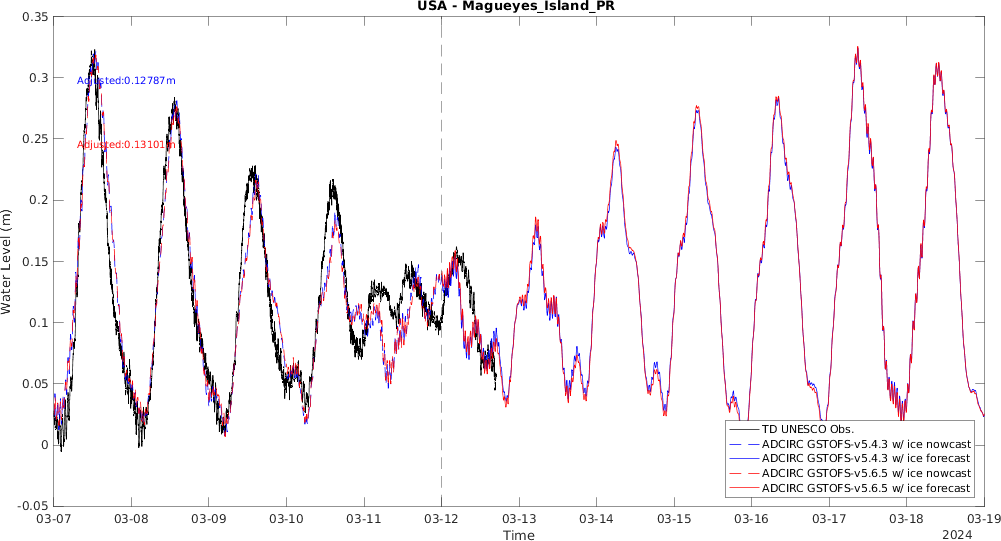 USA - Magueyes_Island_PR
0.35
0.3
0.25
0.2
0.15
0.1
0.05
0
-0.05
Water Level (m)
Adjusted:0.12787m
Adjusted:0.13101m
TD UNESCO Obs.
ADCIRC GSTOFS-v5.4.3 w/ ice nowcast
ADCIRC GSTOFS-v5.4.3 w/ ice forecast
ADCIRC GSTOFS-v5.6.5 w/ ice nowcast
ADCIRC GSTOFS-v5.6.5 w/ ice forecast
03-07 03-08 03-09 03-10 03-11 03-12 03-13 03-14 03-15 03-16 03-17 03-18 03-19
Time
2024